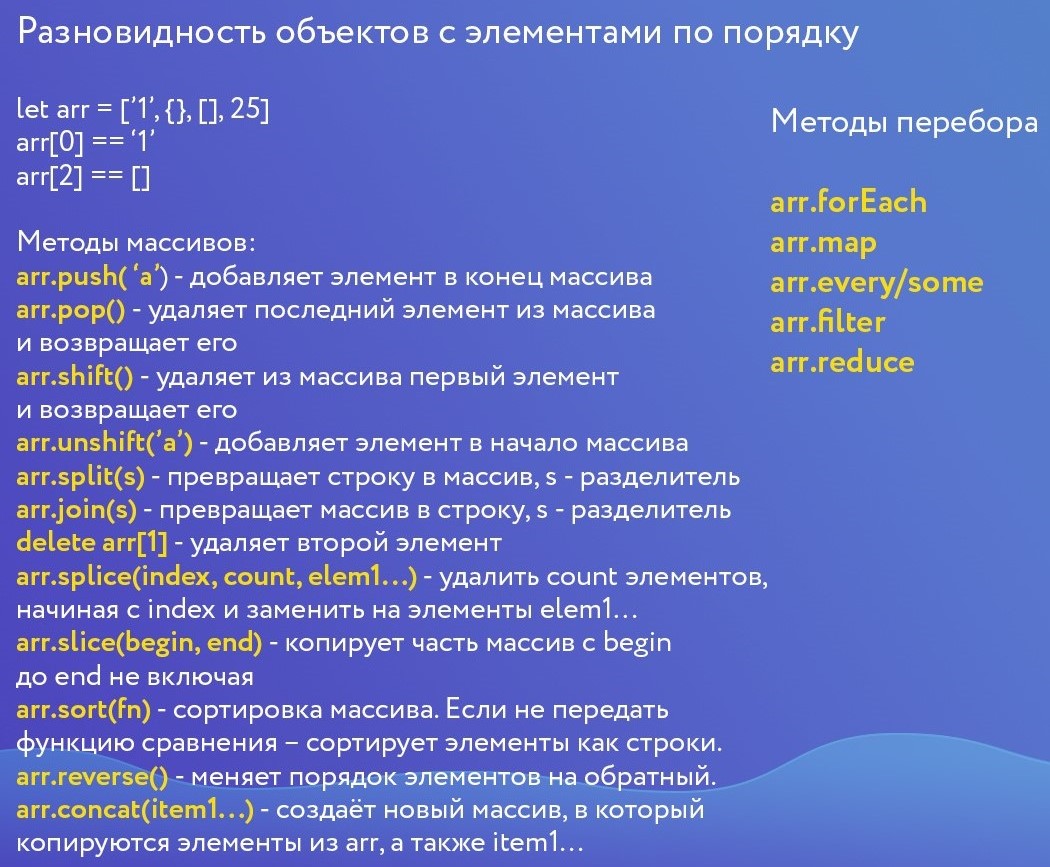 Разновидность объектов с элементами по порядку
let arr = ['1', {}, [], 25]
arr[0] == ‘1’
arr[2] == []
Методы массивов:
arr.push( ‘a’) - добавляет элемент в конец массива
arr.pop() - удаляет последний элемент из массива
и возвращает его
arr.shift() - удаляет из массива первый элемент
и возвращает его
arr.unshift(’a’) - добавляет элемент в начало массива
arr.split(s) - превращает строку в массив, s - разделитель
arr.join(s) - превращает массив в строку, s - разделитель
delete arr[1] - удаляет второй элемент
arr.splice(index, count, elem1...) - удалить count элементов,
начиная с index и заменить на элементы elem1...
arr.slice(begin, end) - копирует часть массив с begin
до end не включая
arr.sort(fn) - сортировка массива. Если не передать
функцию сравнения – сортирует элементы как строки.
arr.reverse() - меняет порядок элементов на обратный.
arr.concat(item1...) - создаёт новый массив, в который
копируются элементы из arr, а также item1...
Методы перебора
arr.forEach
arr.map
arr.every/some
arr.filter
arr.reduce